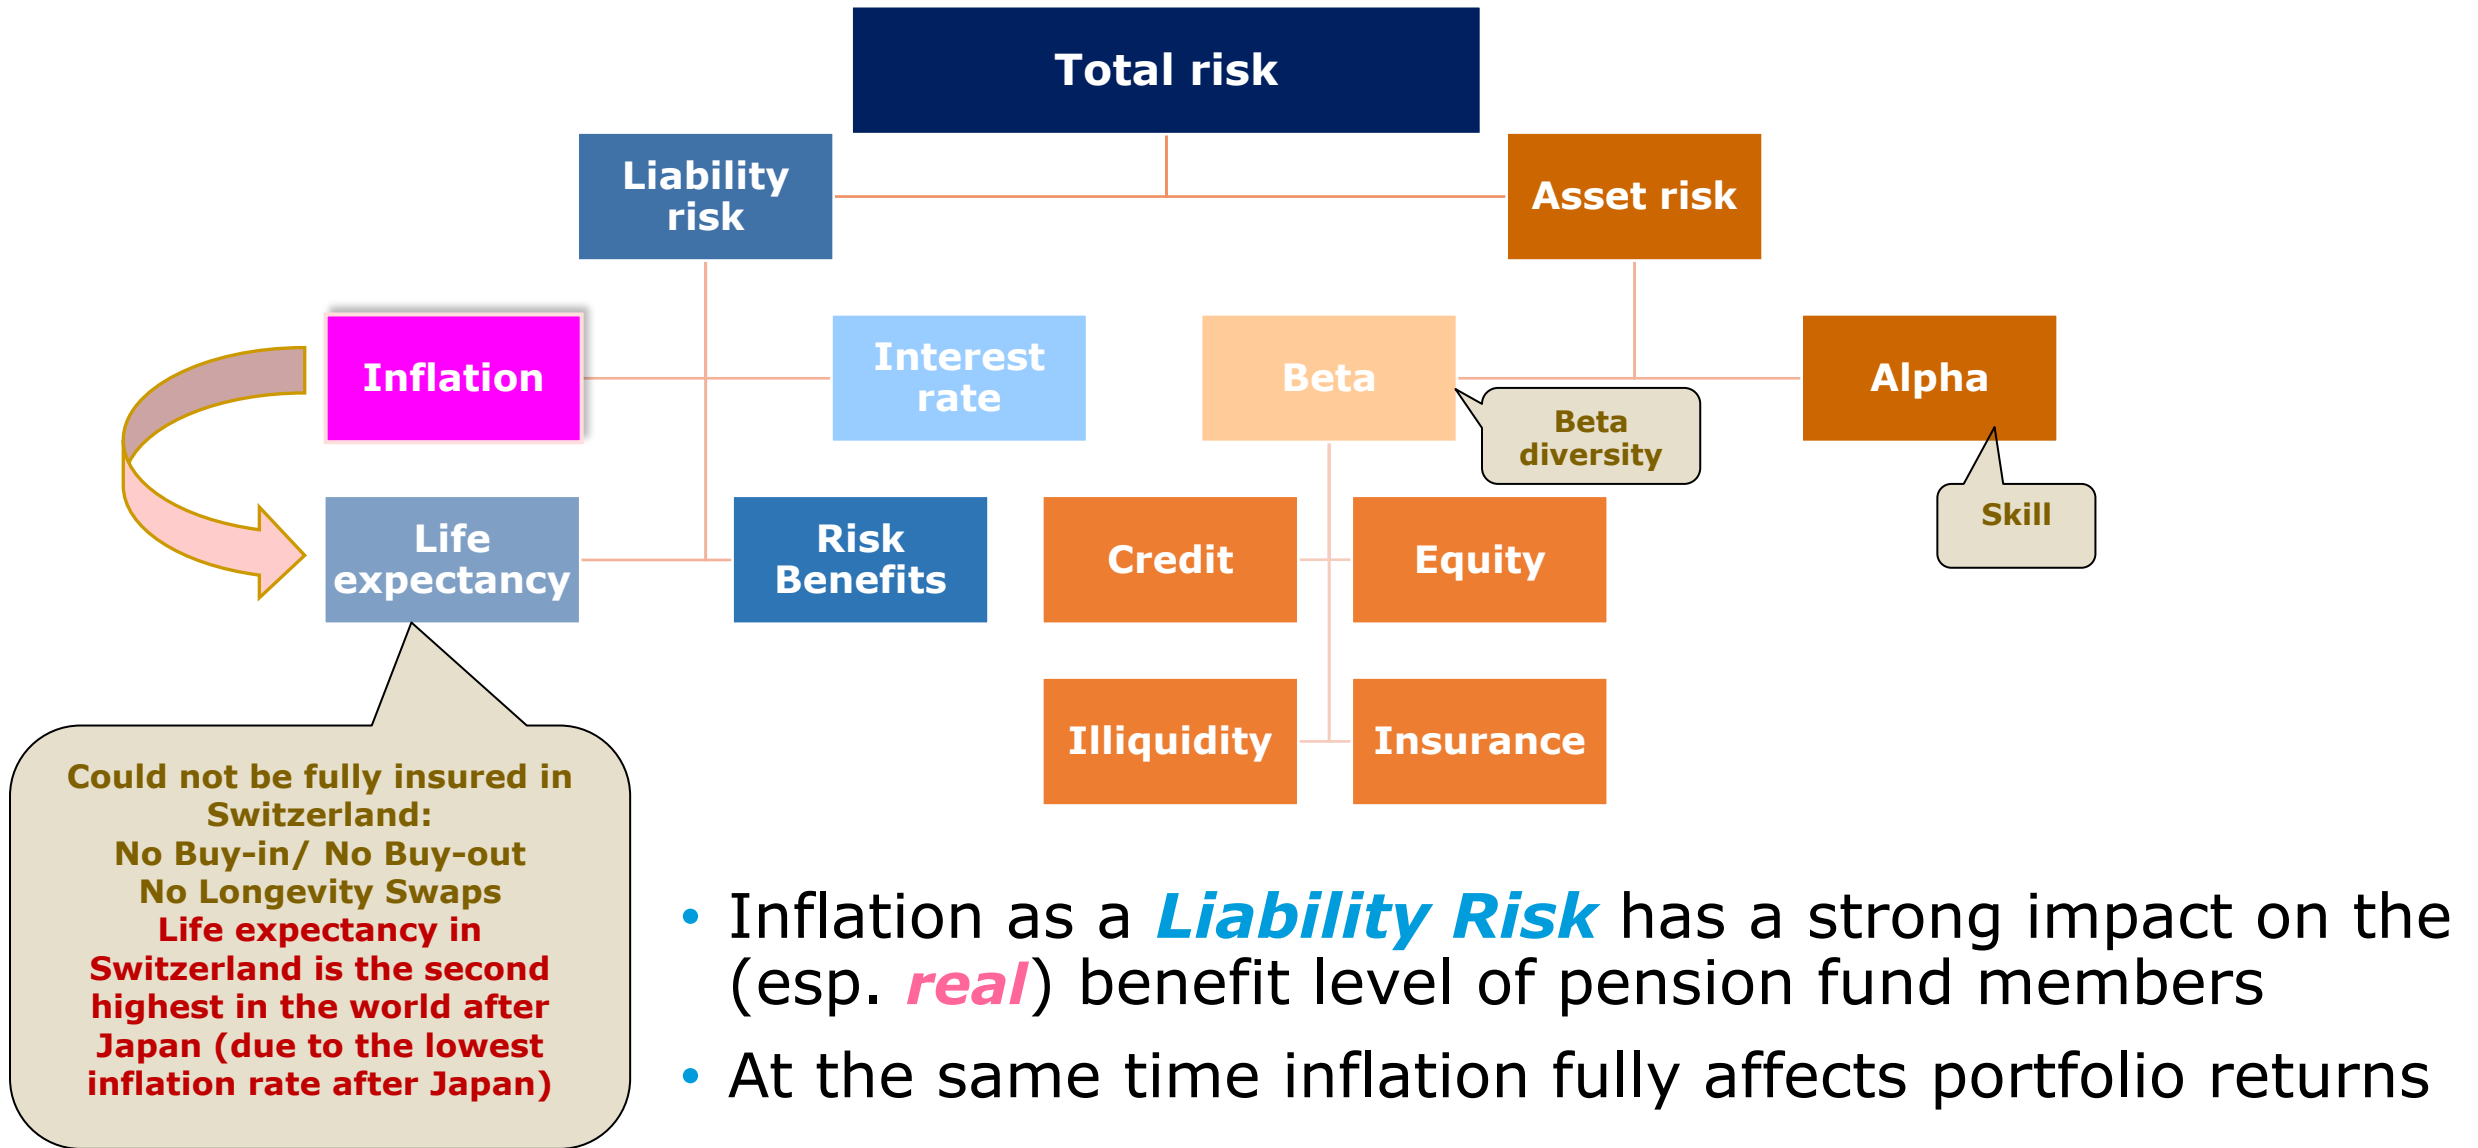 Total risk
Liability
risk
Asset risk
Inflation
Interest
rate
Beta
Alpha
Beta
diversity
Life
expectancy
Risk
Benefits
Credit
Equity
Skill
Illiquidity
Insurance
Could not be fully insured in
Switzerland:
No Buy-in/ No Buy-out
No Longevity Swaps
Life expectancy in
Switzerland is the second
highest in the world after
Japan (due to the lowest
inflation rate after Japan)
• Inflation as a Liability Risk has a strong impact on the
(esp. real) benefit level of pension fund members
• At the same time inflation fully affects portfolio returns